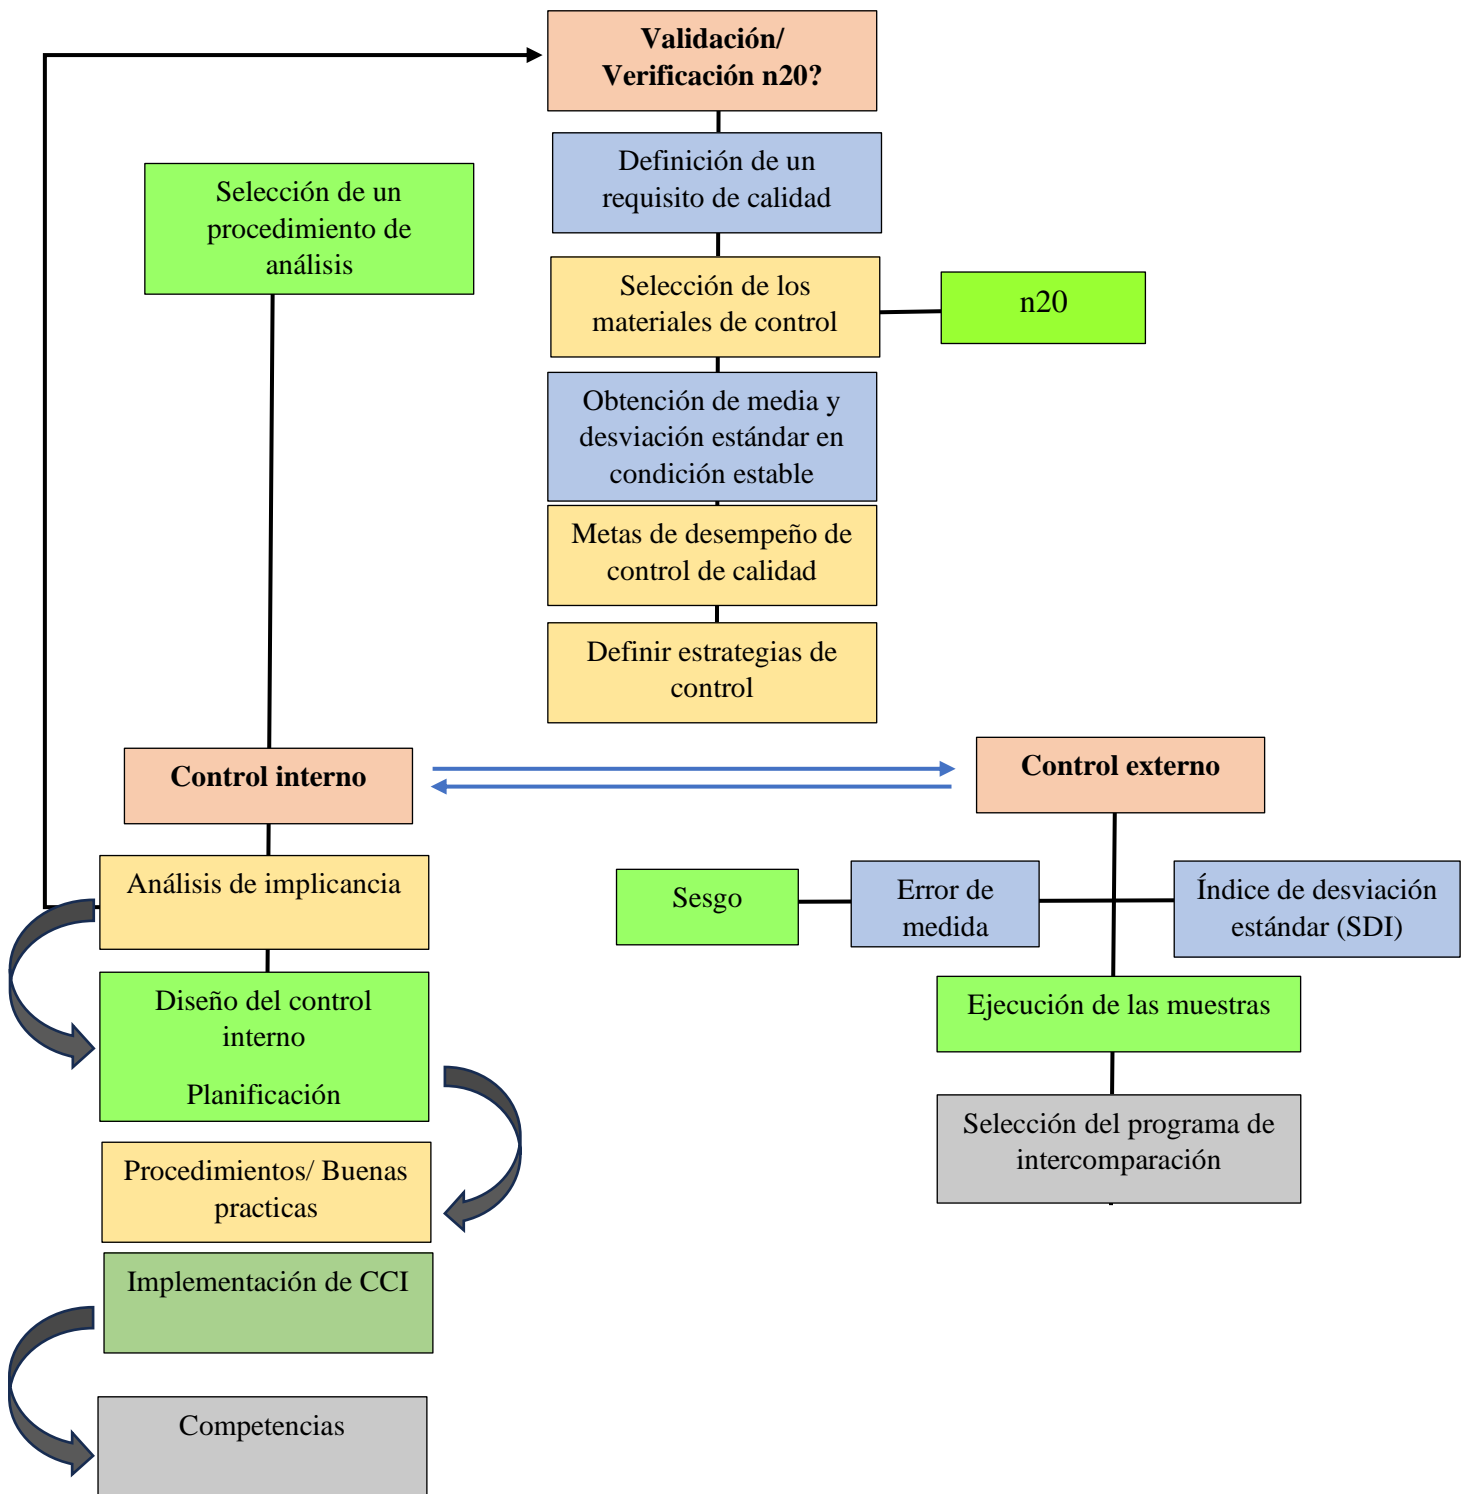 Validación/
Verificación n20?
Definición de un
requisito de calidad
Selección de un
procedimiento de
análisis
Selección de los
materiales de control
n20
Obtención de media y
desviación estándar en
condición estable
Metas de desempeño de
control de calidad
Definir estrategias de
control
Control interno
Control externo
Análisis de implicancia
Sesgo
Error de
medida
Índice de desviación
estándar (SDI)
Diseño del control
interno
Planificación
Ejecución de las muestras
Selección del programa de
intercomparación
Procedimientos/ Buenas
practicas
Implementación de CCI
Competencias